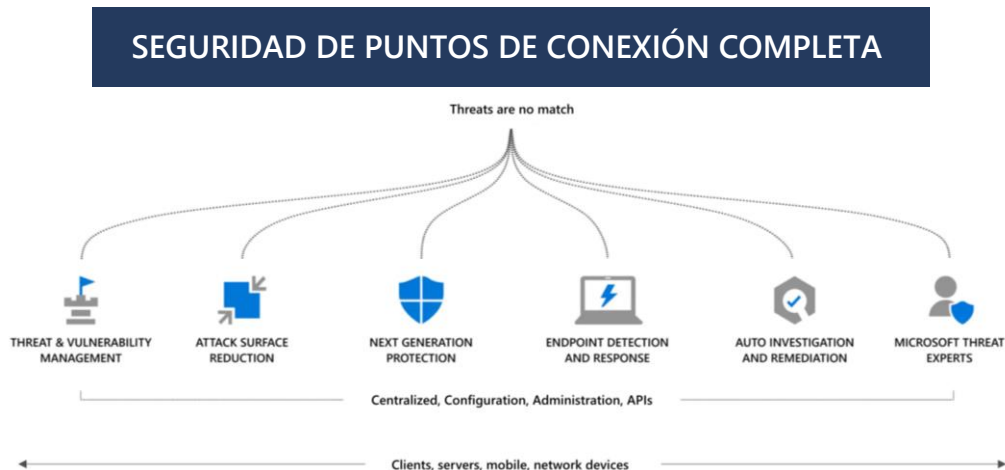 SEGURIDAD DE PUNTOS DE CONEXIÓN COMPLETA
Threats are no match
THREAT & VULNERABILITY
MANAGEMENT
ATTACK SURFACE
REDUCTION
NEXT GENERATION
PROTECTION
ENDPOINT DETECTION
AND RESPONSE
AUTO INVESTIGATION
AND REMEDIATION
MICROSOFT THREAT
EXPERTS
Centralized, Configuration, Administration, APIs
Clients, servers, mobile, network devices